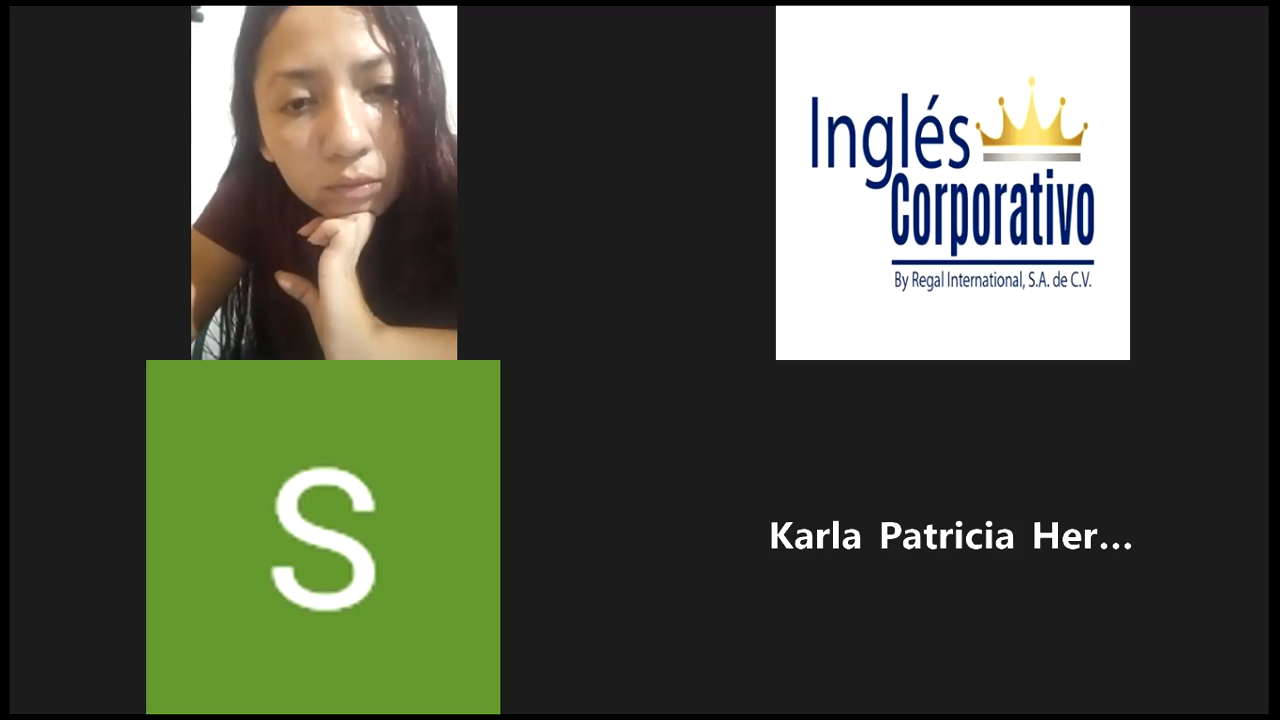 Inglés
Corporativo
By Regal International, S.A. de C.V.
S
Karla Patricia Her...